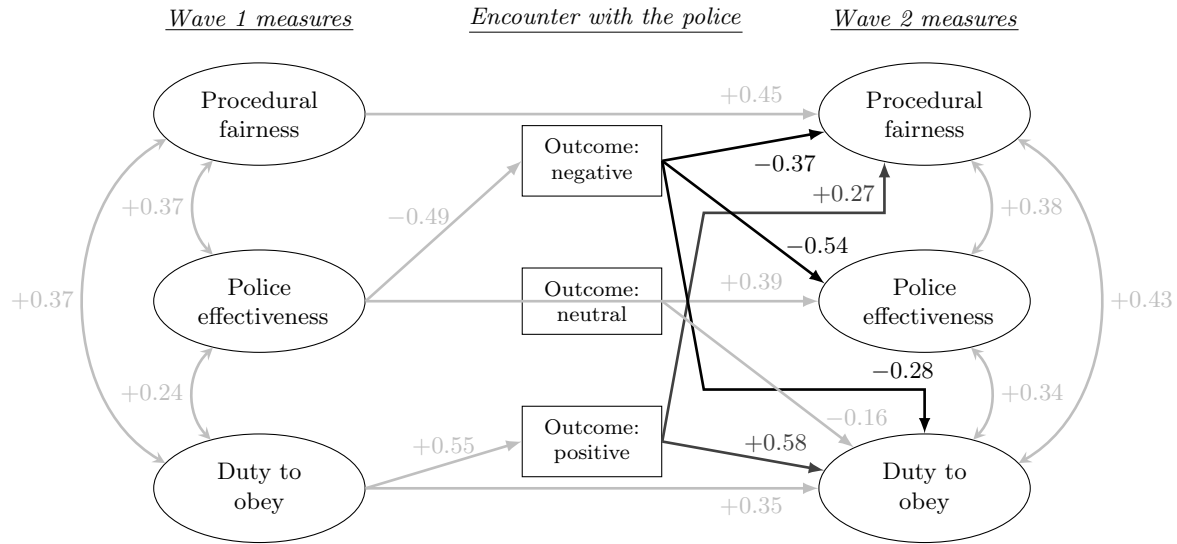 Wave 1 measures
Encounter with the police
Wave 2 measures
Procedural
fairness
+0.45
Procedural
fairness
Outcome:
negative
−0.37
+0.27
+0.37
−0.49
+0.38
−0.54
Police
effectiveness
Outcome:
neutral
+0.39
Police
effectiveness
+0.37
+0.43
−0.28
+0.24
+0.34
−0.16
Outcome:
positive
+0.55
+0.58
Duty to
obey
+0.35
Duty to
obey